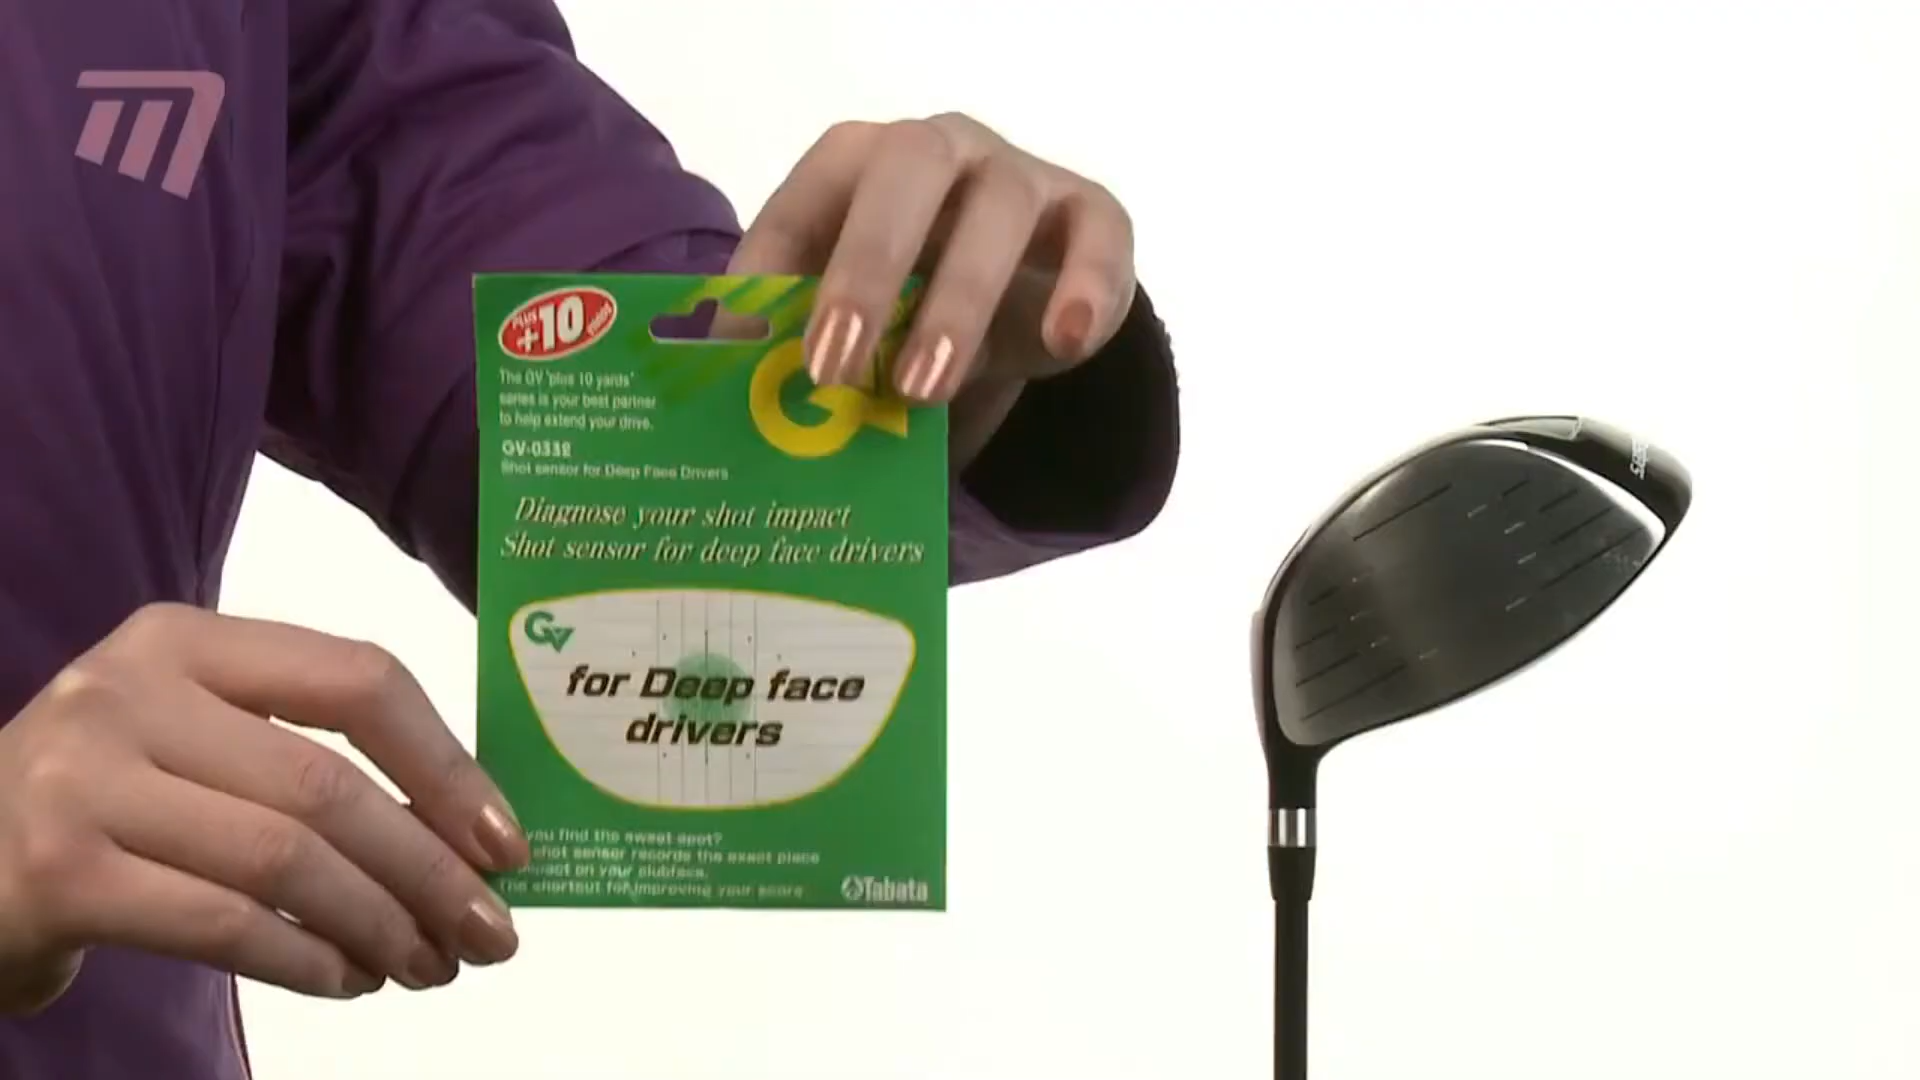 PLUS
+10
YARDS
The GV "plus 10 yards"
series is your best partner
to help extend your drive.
GV-0332
Shot sensor for Deep Face Drivers
Diagnose your shot impact
Shot sensor for deep face drivers
GV
for Deep face
drivers
you find the sweet spot?
shot sensor records the exact place
impact on your clubface.
The shortcut for improving your score
Tabata